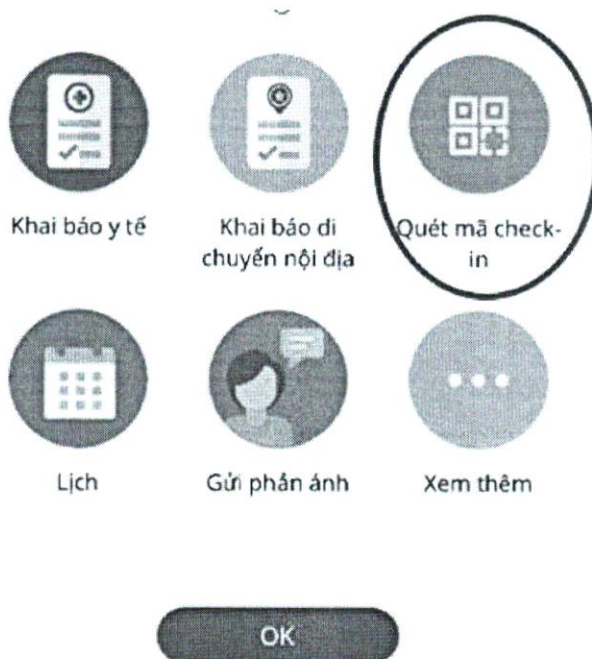 Khai báo y tế
Khai báo di
chuyển nội địa
Quét mã check-
in
Lịch
Gửi phản ánh
Xem thêm
OK